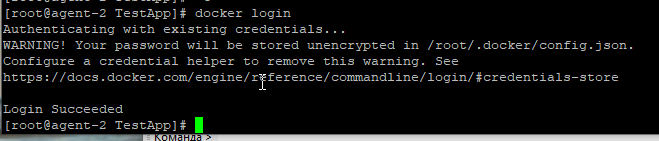 [root@agent-2 TestApp]# docker login
Authenticating with existing credentials...
WARNING! Your password will be stored unencrypted in /root/.docker/config.json.
Configure a credential helper to remove this warning. See
https://docs.docker.com/engine/reference/commandline/login/#credentials-store
Login Succeeded
[root@agent-2 TestApp]#
Команда >